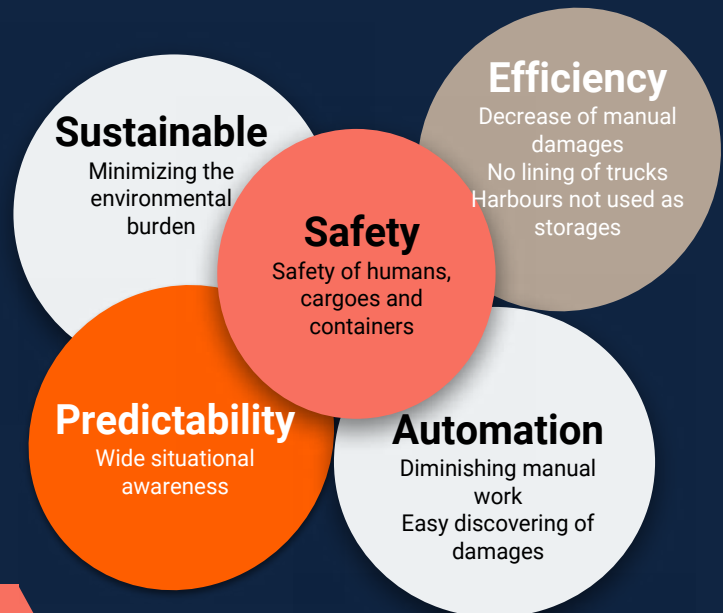 Efficiency
Decrease of manual
damages
No lining of trucks
Harbours not used as
storages
Sustainable
Minimizing the
environmental
burden
Safety
Safety of humans,
cargoes and
containers
Predictability
Wide situational
awareness
Automation
Diminishing manual
work
Easy discovering of
damages